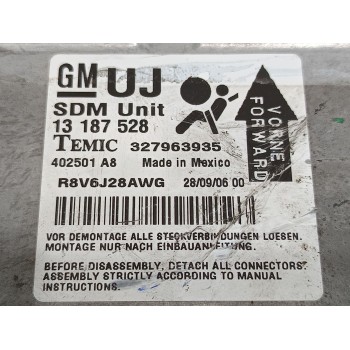 GM UJ
SDM Unit
13 187 528
TEMIC 327963935
402501 A8 Made in Mexico
R8V6J28AWG 28/09/06 00
VORNE
FORWARD
VOR DEMONTAGE ALLE STECKVERBINDUNGEN LOESEN.
MONTAGE NUR NACH EINBAUANLEITUNG.
BEFORE DISASSEMBLY, DETACH ALL CONNECTORS.
ASSEMBLY STRICTLY ACCORDING TO MANUAL
INSTRUCTIONS.